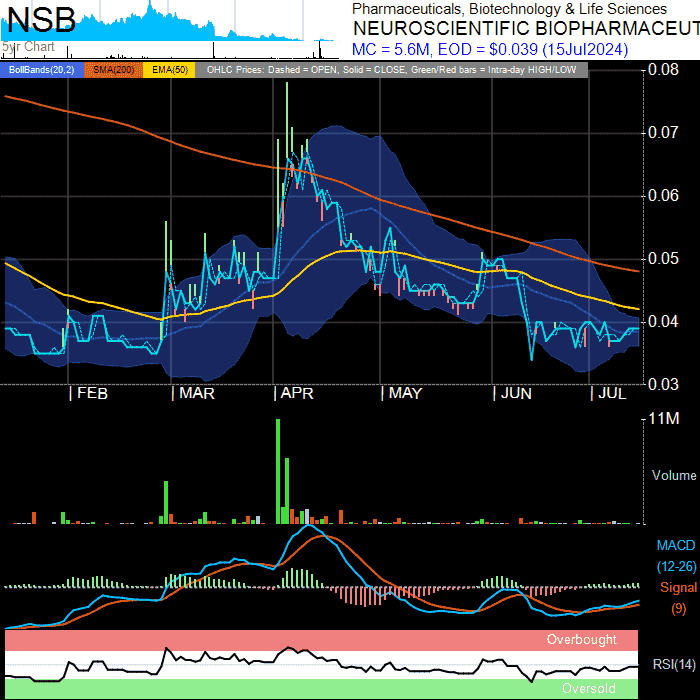 NSB
5yr Chart
Pharmaceuticals, Biotechnology & Life Sciences
NEUROSCIENTIFIC BIOPHARMACEUT
MC = 5.6M, EOD = $0.039 (15Jul2024)
BollBands(20,2) SMA(200) EMA(50) OHLC Prices: Dashed = OPEN, Solid = CLOSE, Green/Red bars = Intra-day HIGH/LOW
0.08
0.07
0.06
0.05
0.04
0.03
FEB MAR APR MAY JUN JUL
11M
Volume
MACD
(12-26)
Signal
(9)
Overbought
RSI(14)
Oversold